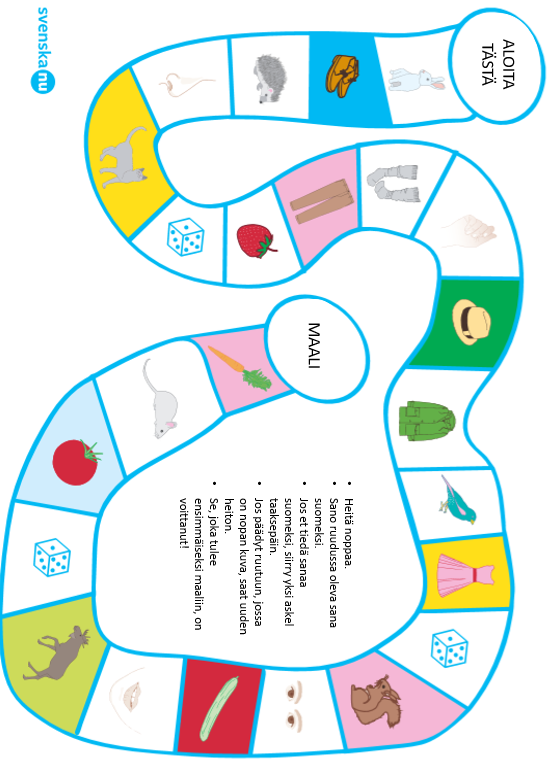 svenska nu
ALOITA
TÄSTÄ
MAALI
• Heitä noppaa.
• Sano ruudussa oleva sana
suomeksi.
• Jos et tiedä sanaa
suomeksi, siirry yksi askel
taaksepäin.
• Jos päädyt ruutuun, jossa
on nopan kuva, saat uuden
heiton.
• Se, joka tulee
ensimmäiseksi maaliin, on
voittanut!